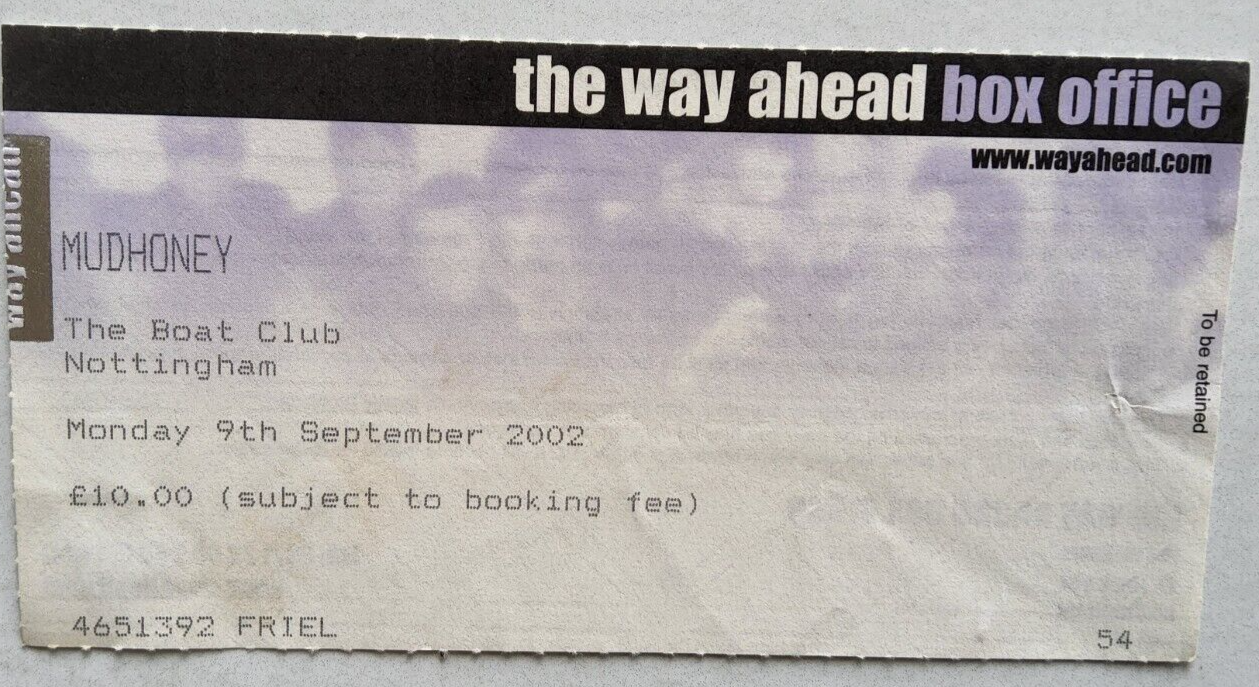 the way ahead box office
www.wayahead.com
way ahead
MUDHONEY
The Boat Club
Nottingham
Monday 9th September 2002
£10.00 (subject to booking fee)
To be retained
4651392 FRIEL
54